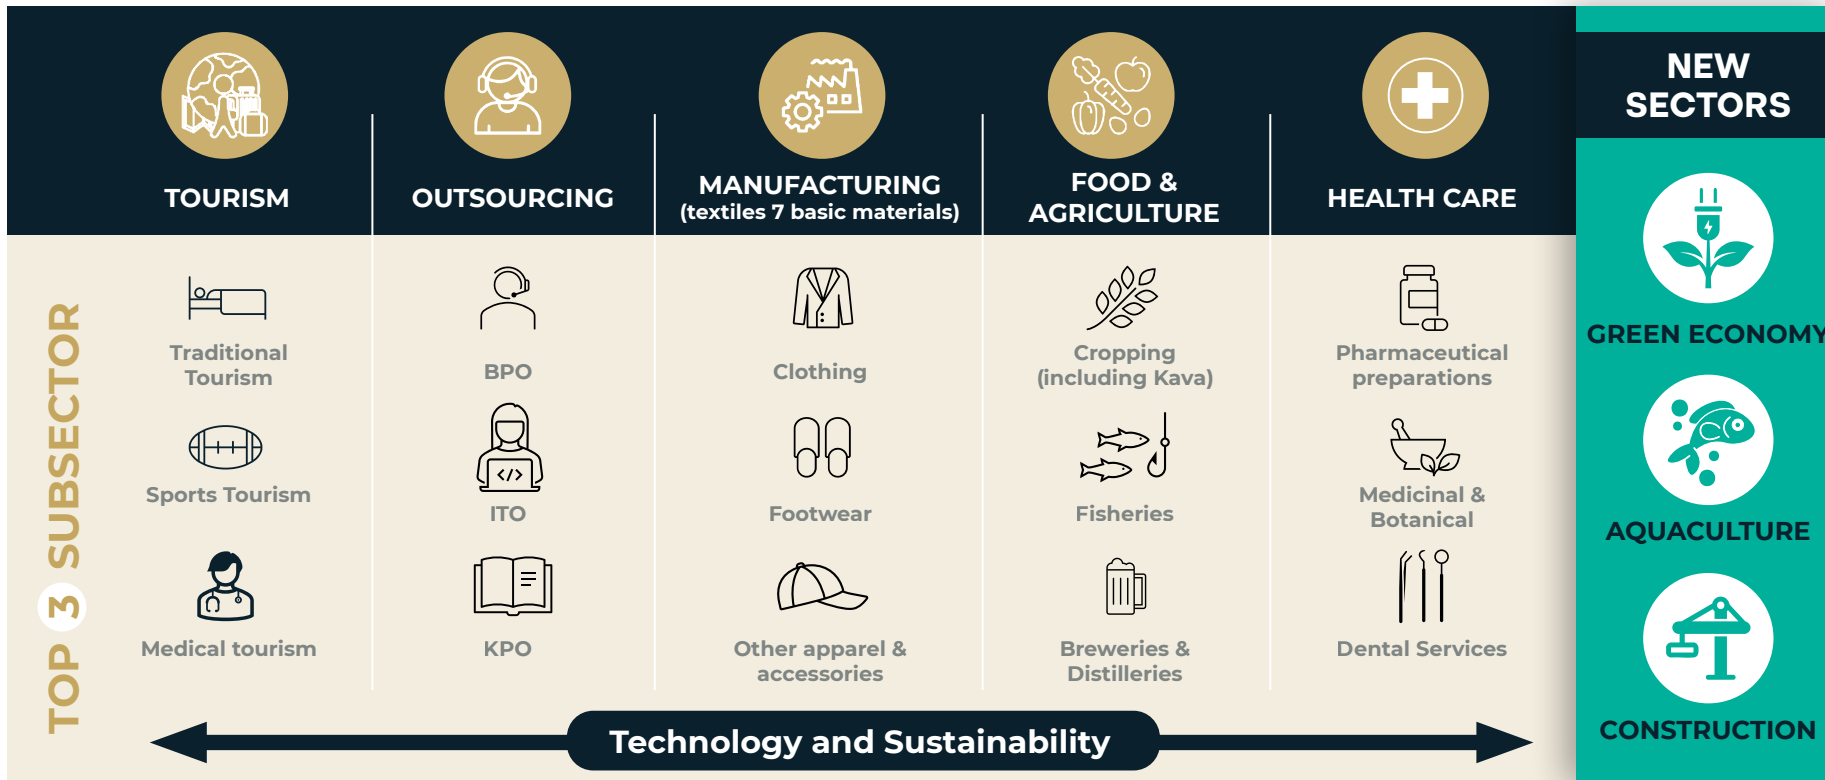 TOURISM
OUTSOURCING
MANUFACTURING
(textiles 7 basic materials)
FOOD &
AGRICULTURE
HEALTH CARE
NEW
SECTORS
TOP 3 SUBSECTOR
Traditional
Tourism
BPO
Clothing
Cropping
(including Kava)
Pharmaceutical
preparations
Sports Tourism
ITO
Footwear
Fisheries
Medicinal &
Botanical
Medical tourism
KPO
Other apparel &
accessories
Breweries &
Distilleries
Dental Services
Technology and Sustainability
GREEN ECONOMY
AQUACULTURE
CONSTRUCTION